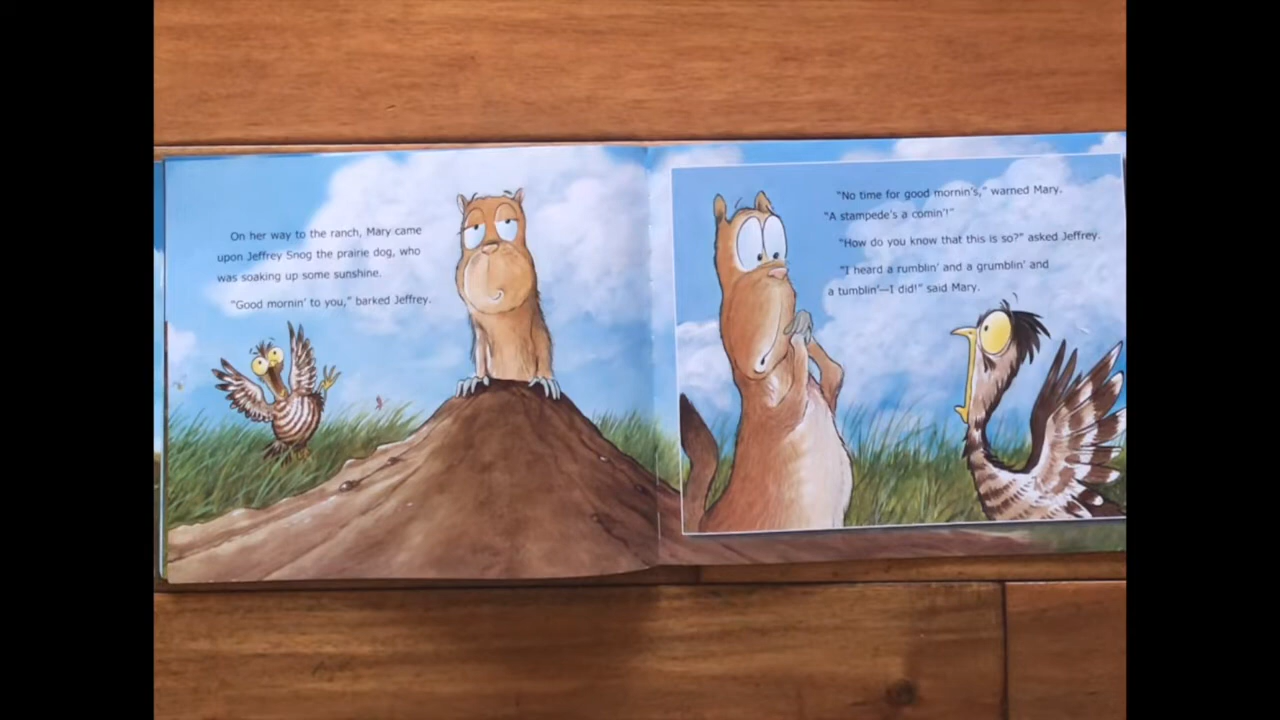 On her way to the ranch, Mary came
upon Jeffrey Snog the prairie dog, who
was soaking up some sunshine.
"Good mornin' to you," barked Jeffrey.
"No time for good mornin's," warned Mary.
"A stampede's a comin'!"
"How do you know that this is so?" asked Jeffrey.
"I heard a rumblin' and a grumblin' and
a tumblin'—I did!" said Mary.